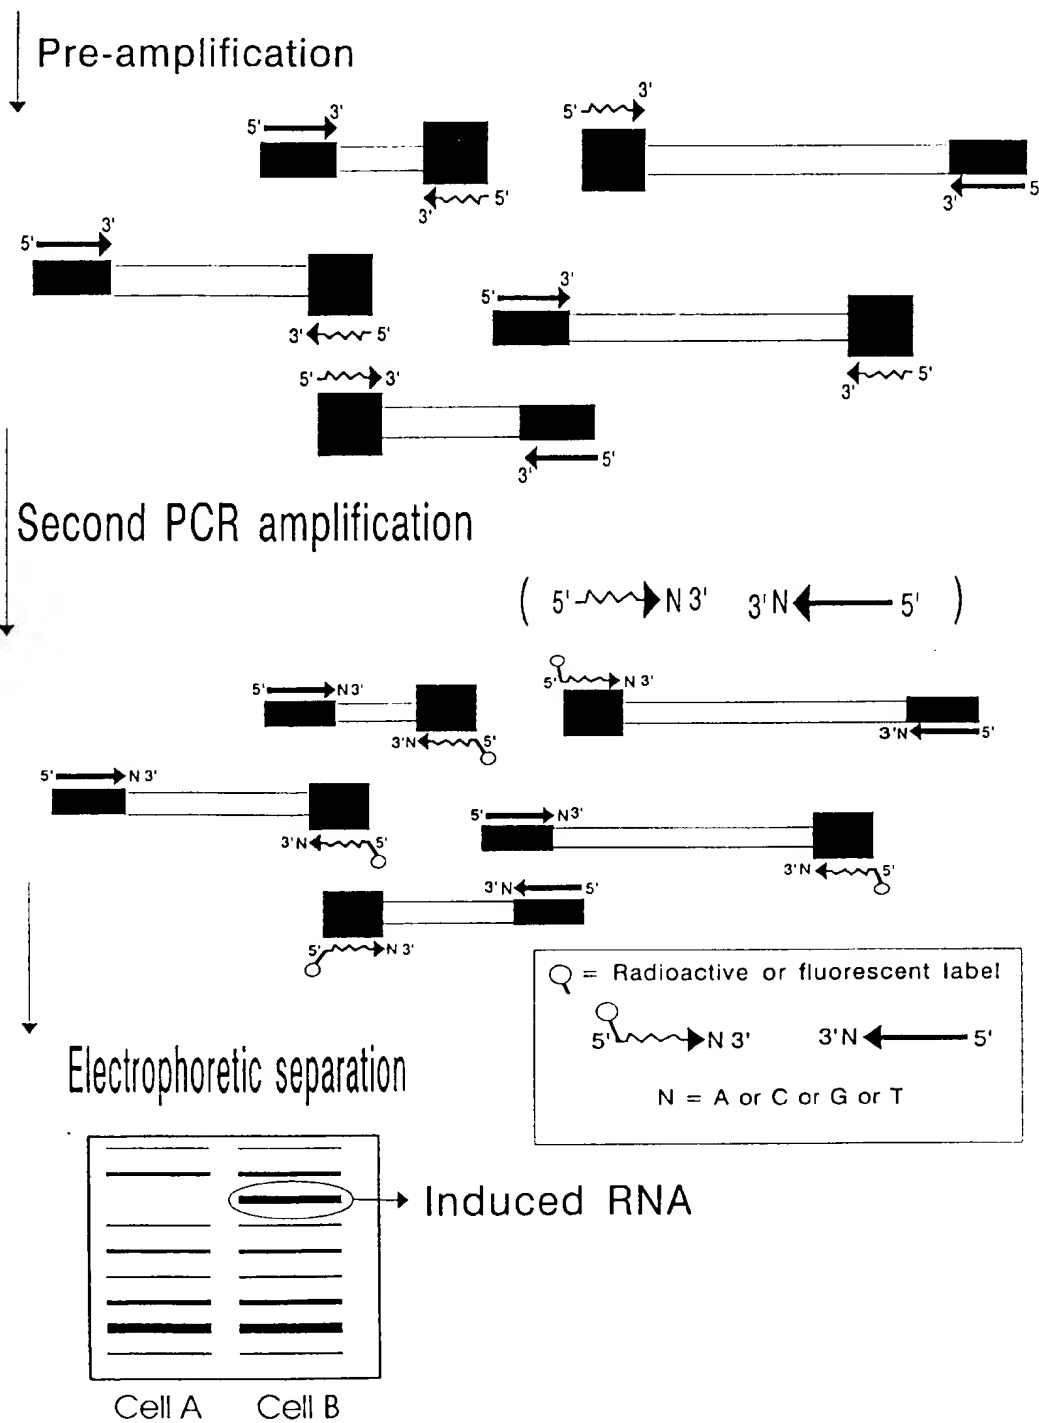 Pre-amplification
5' 3'
3' 5'
5' 3'
3' 5
5' 3'
3' 5'
5' 3'
3' 5'
5' 3'
3' 5'
Second PCR amplification
( 5' N 3' 3'N 5' )
5' N 3'
3'N 5'
5' N 3'
3'N 5'
5' N 3'
3'N 5'
5' N 3'
3'N 5'
3'N 5'
5' N 3'
= Radioactive or fluorescent label
5' N 3' 3'N 5'
N = A or C or G or T
Electrophoretic separation
Induced RNA
Cell A Cell B